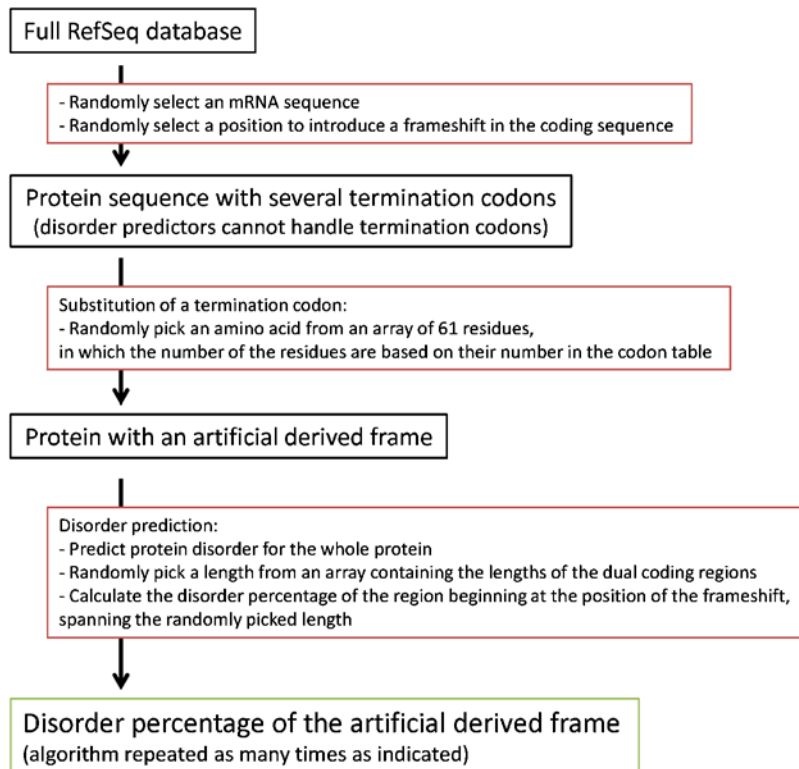 Full RefSeq database
- Randomly select an mRNA sequence
- Randomly select a position to introduce a frameshift in the coding sequence
Protein sequence with several termination codons
(disorder predictors cannot handle termination codons)
Substitution of a termination codon:
- Randomly pick an amino acid from an array of 61 residues,
in which the number of the residues are based on their number in the codon table
Protein with an artificial derived frame
Disorder prediction:
- Predict protein disorder for the whole protein
- Randomly pick a length from an array containing the lengths of the dual coding regions
- Calculate the disorder percentage of the region beginning at the position of the frameshift,
spanning the randomly picked length
Disorder percentage of the artificial derived frame
(algorithm repeated as many times as indicated)